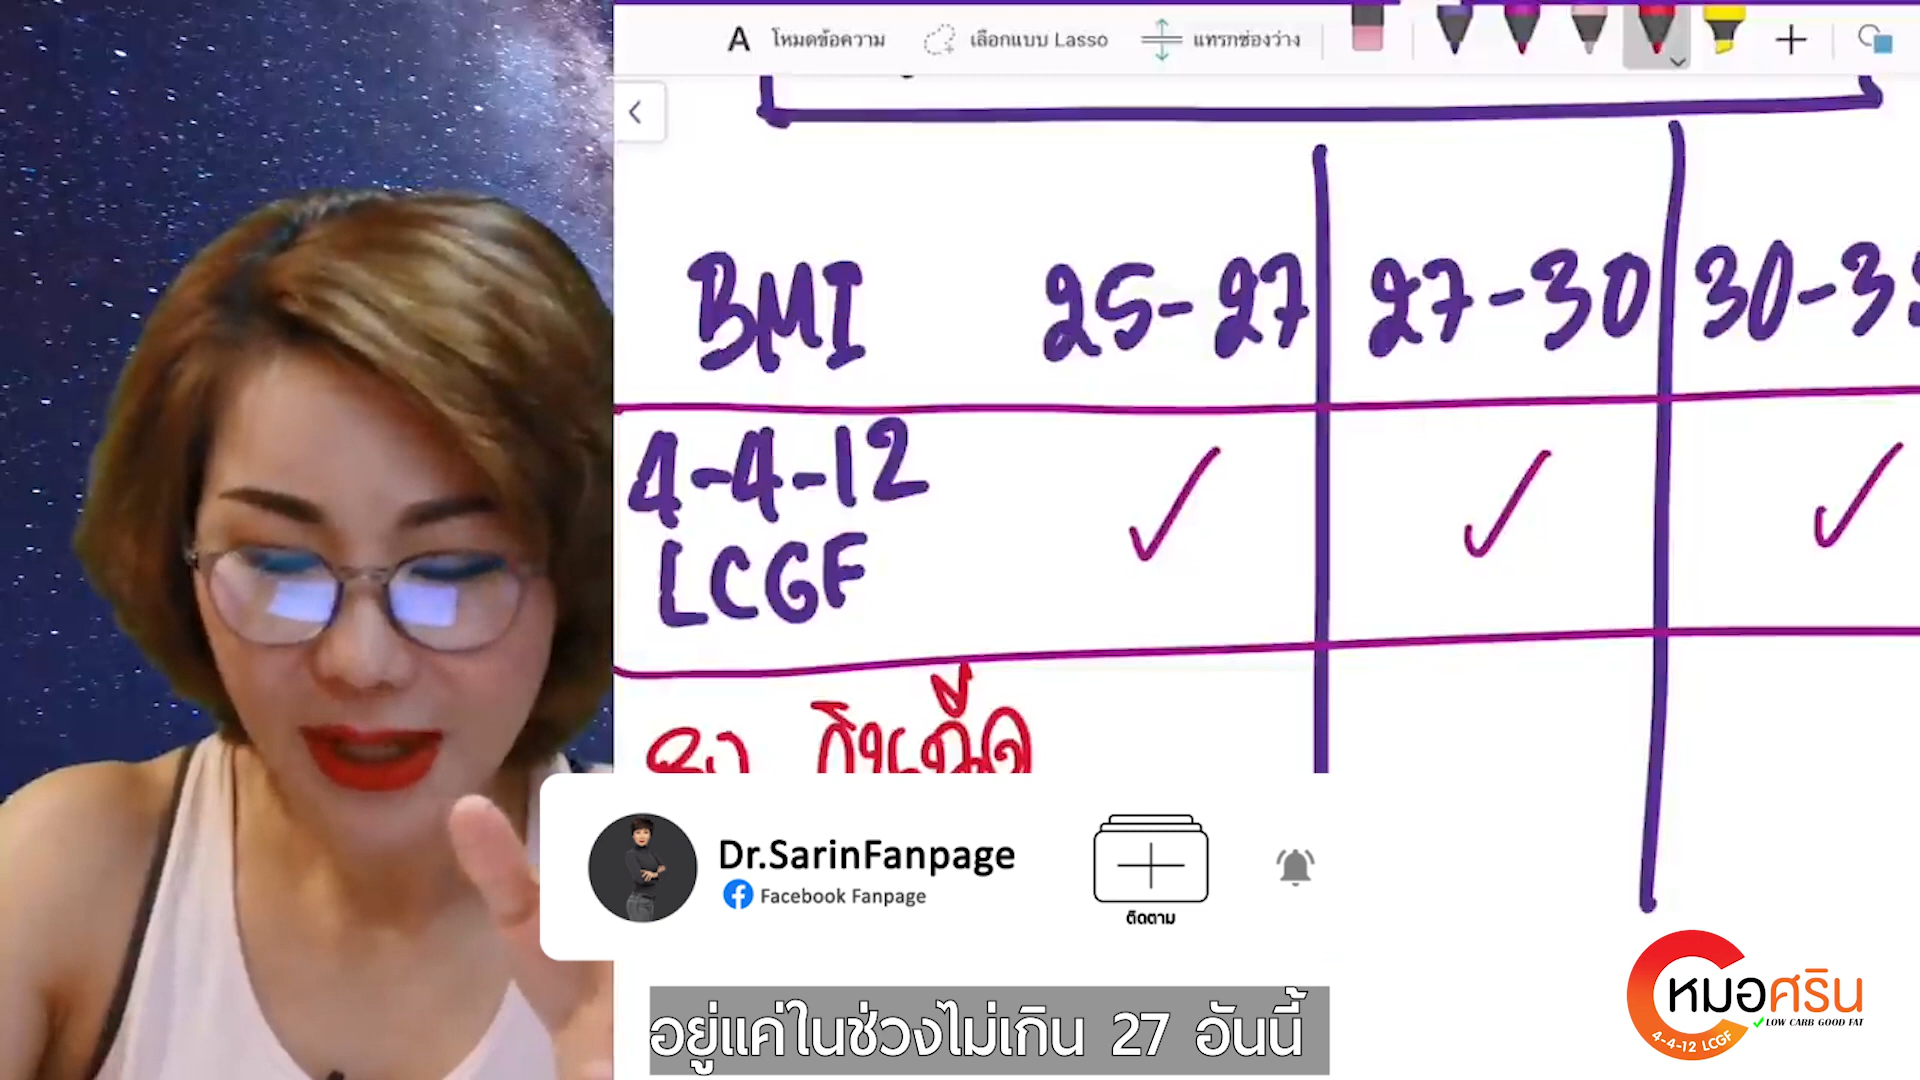 A โหมดข้อความ เลือกแบบ Lasso แทรกช่องว่าง
BMI 25-27 27-30 30-3
4-4-12
LCGF
Dr.SarinFanpage
Facebook Fanpage
ติดตาม
หมอศริน
LOW CARB GOOD FAT
4-4-12 LCGF
อยู่แค่ในช่วงไม่เกิน 27 อันนี้